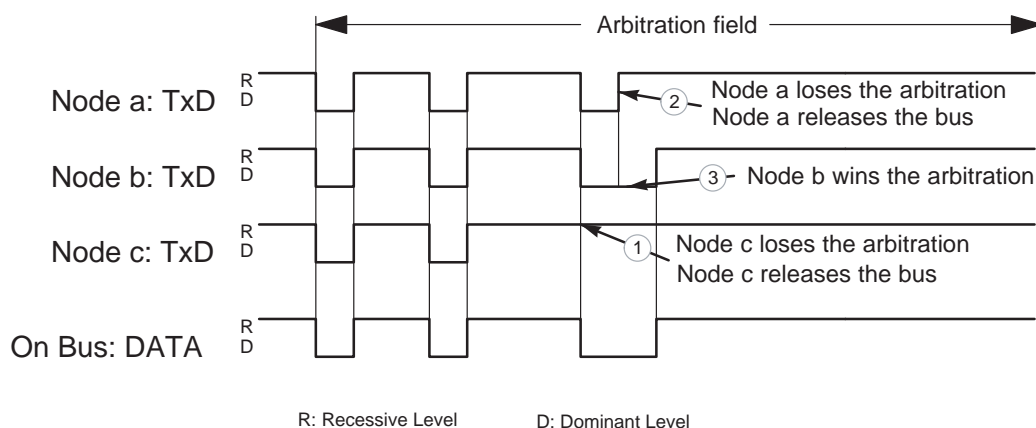 Arbitration field
R
D
Node a: TxD
2
Node a loses the arbitration
Node a releases the bus
R
D
Node b: TxD
3
Node b wins the arbitration
R
D
Node c: TxD
1
Node c loses the arbitration
Node c releases the bus
R
D
On Bus: DATA
R: Recessive Level
D: Dominant Level